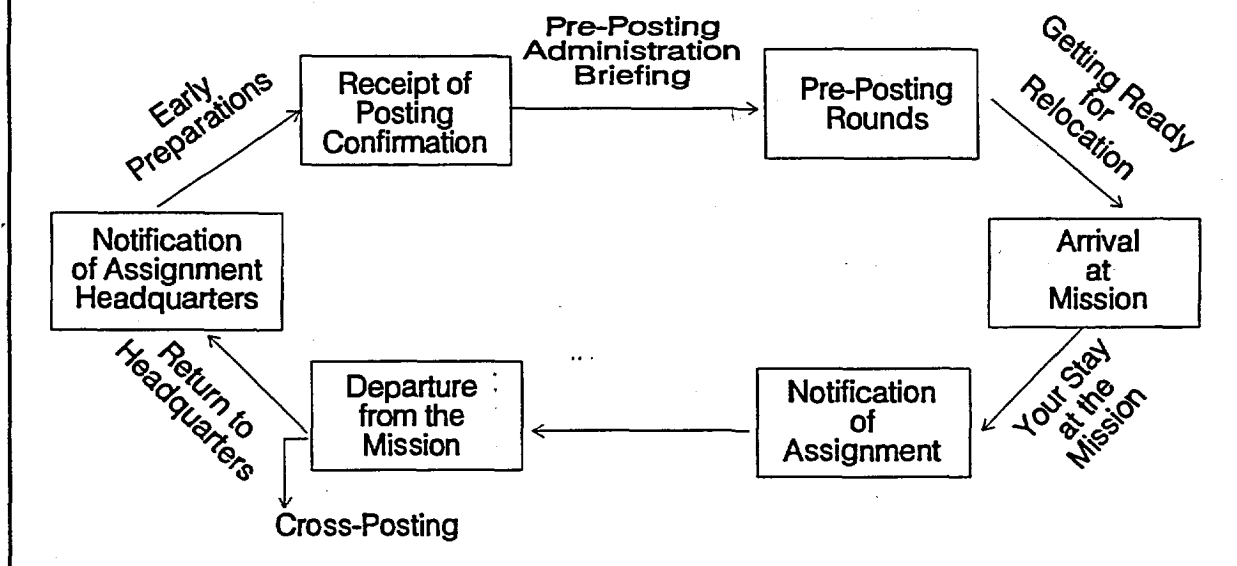 Pre-Posting
Administration
Briefing
Early
Preparations
Receipt of
Posting
Confirmation
Pre-Posting
Rounds
Getting Ready
for
Relocation
Notification
of Assignment
Headquarters
Arrival
at
Mission
Return to
Headquarters
Departure
from the
Mission
Notification
of
Assignment
Your Stay
at the
Mission
Cross-Posting